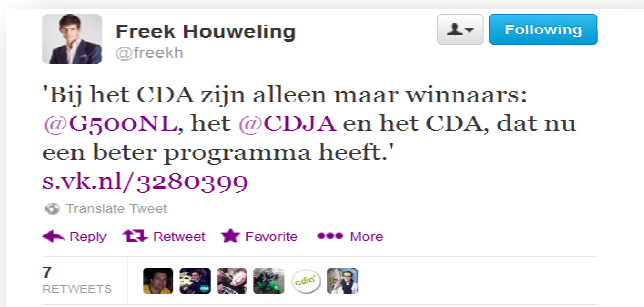 Freek Houweling
@freekh
Following
'Bij het CDA zijn alleen maar winnaars:
@G500NL, het @CDJA en het CDA, dat nu
een beter programma heeft.'
s.vk.nl/3280399
Translate Tweet
Reply Retweet Favorite More
7
RETWEETS
cdja